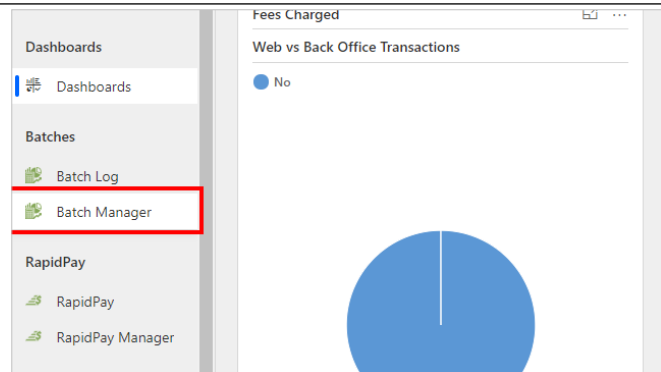 Dashboards
Dashboards
Batches
Batch Log
Batch Manager
RapidPay
RapidPay
RapidPay Manager
Fees Charged
Web vs Back Office Transactions
No